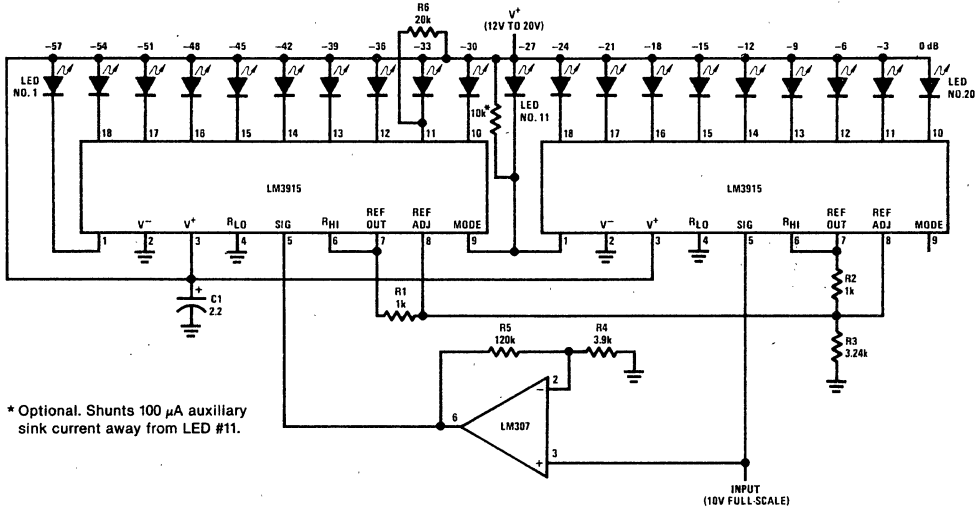 R6
20k
V+
(12V TO 20V)
−57 −54 −51 −48 −45 −42 −39 −36 −33 −30 −27 −24 −21 −18 −15 −12 −9 −6 −3 0 dB
LED
NO. 1
10k*
LED
NO. 11
LED
NO.20
18 17 16 15 14 13 12 11 10
18 17 16 15 14 13 12 11 10
LM3915
LM3915
V− V+ RLO SIG RHI REF OUT REF ADJ MODE
V− V+ RLO SIG RHI REF OUT REF ADJ MODE
1 2 3 4 5 6 7 8 9
1 2 3 4 5 6 7 8 9
+
C1
2.2
R1
1k
R2
1k
R3
3.24k
R5
120k
R4
3.9k
2
−
6
LM307
+
3
* Optional. Shunts 100 µA auxiliary
sink current away from LED #11.
INPUT
(10V FULL-SCALE)